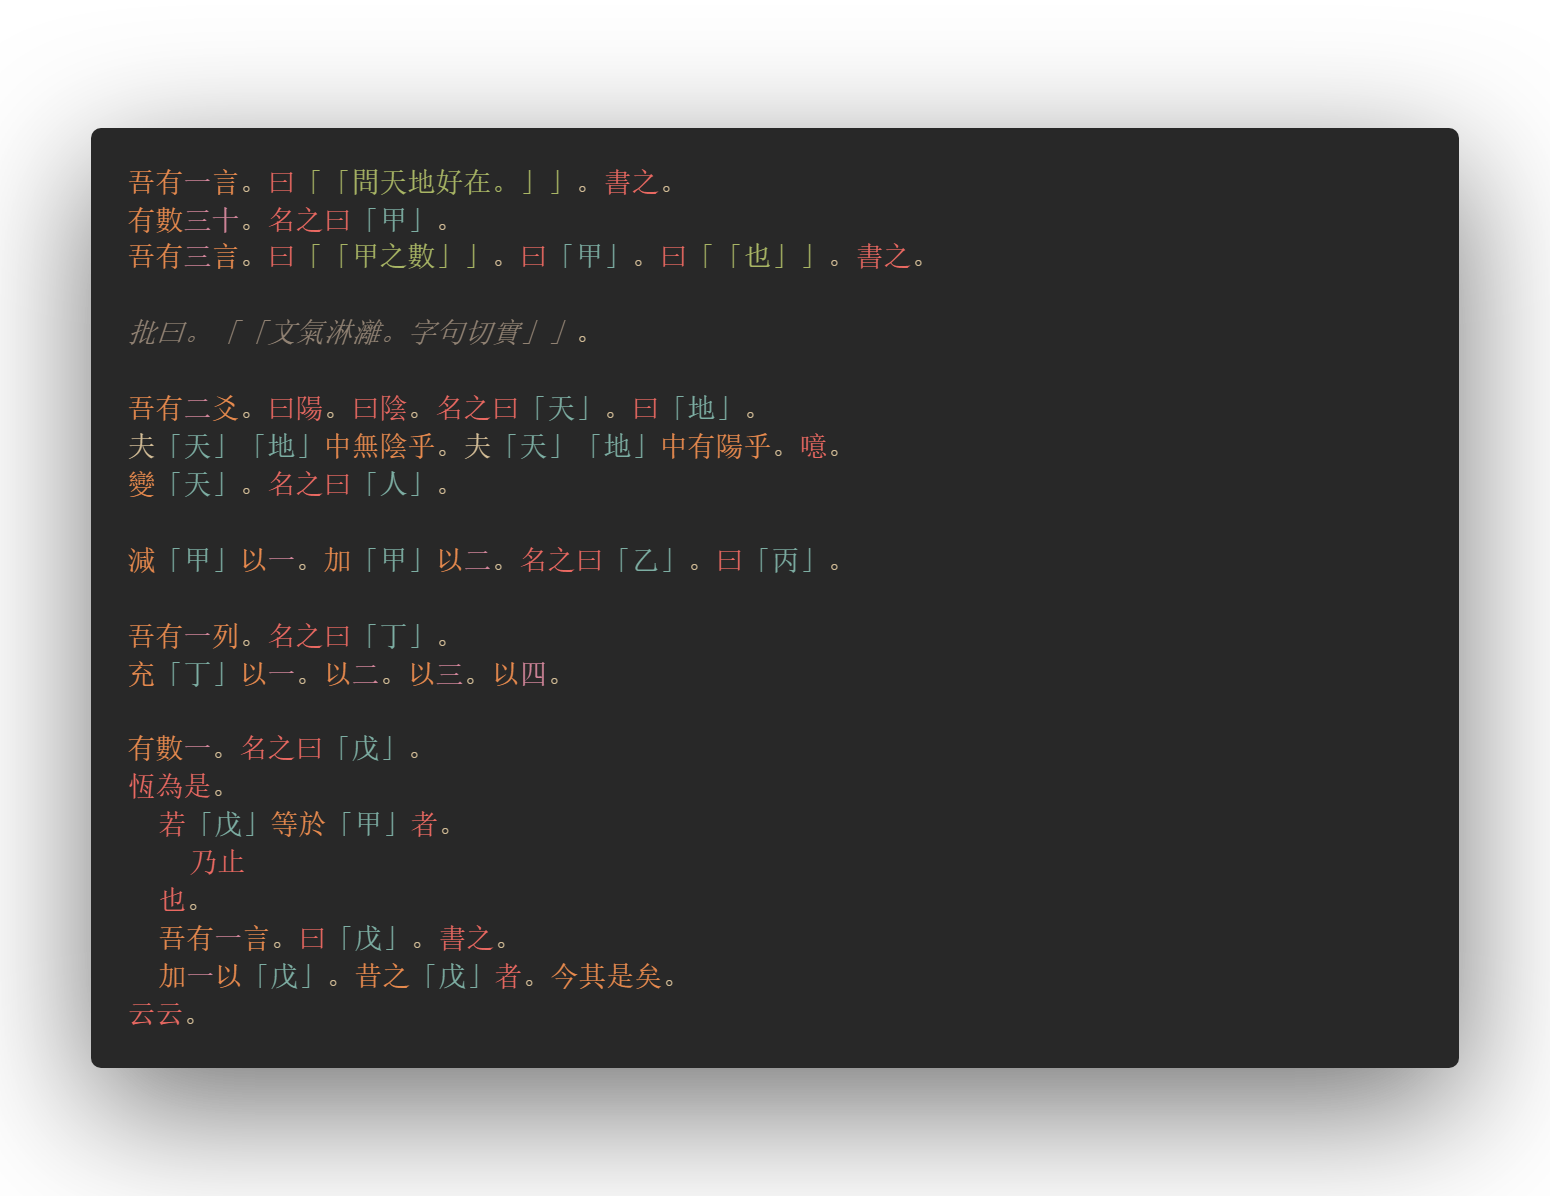 吾有一言。曰「「問天地好在。」」。書之。
有數三十。名之曰「甲」。
吾有三言。曰「「甲之數」」。曰「甲」。曰「「也」」。書之。
批曰。「「文氣淋灕。字句切實」」。
吾有二爻。曰陽。曰陰。名之曰「天」。曰「地」。
夫「天」「地」中無陰乎。夫「天」「地」中有陽乎。噫。
變「天」。名之曰「人」。
減「甲」以一。加「甲」以二。名之曰「乙」。曰「丙」。
吾有一列。名之曰「丁」。
充「丁」以一。以二。以三。以四。
有數一。名之曰「戊」。
恆為是。
若「戊」等於「甲」者。
乃止
也。
吾有一言。曰「戊」。書之。
加一以「戊」。昔之「戊」者。今其是矣。
云云。